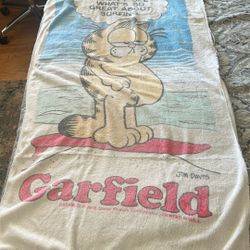 WHAT'S SO
GREAT ABOUT
SURFIN'
JIM DAVIS
Garfield